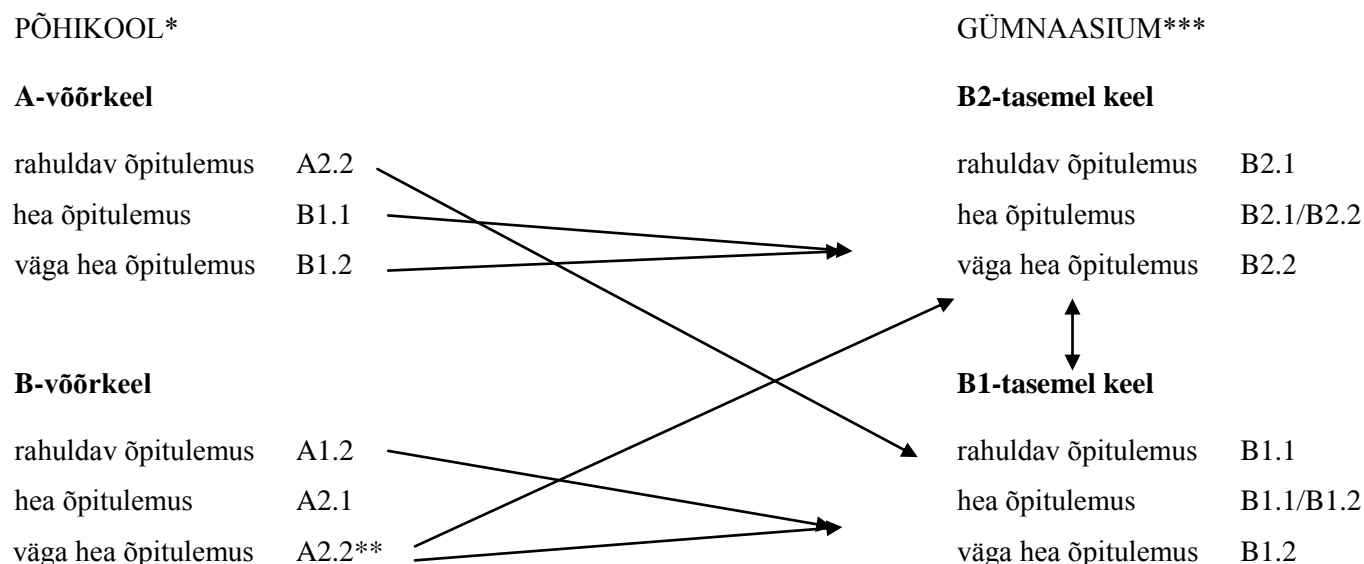 PÕHIKOOL* GÜMNAASIUM***
A-võõrkeel B2-tasemel keel
rahuldav õpitulemus A2.2 rahuldav õpitulemus B2.1
hea õpitulemus B1.1 hea õpitulemus B2.1/B2.2
väga hea õpitulemus B1.2 väga hea õpitulemus B2.2
B-võõrkeel B1-tasemel keel
rahuldav õpitulemus A1.2 rahuldav õpitulemus B1.1
hea õpitulemus A2.1 hea õpitulemus B1.1/B1.2
väga hea õpitulemus A2.2** väga hea õpitulemus B1.2